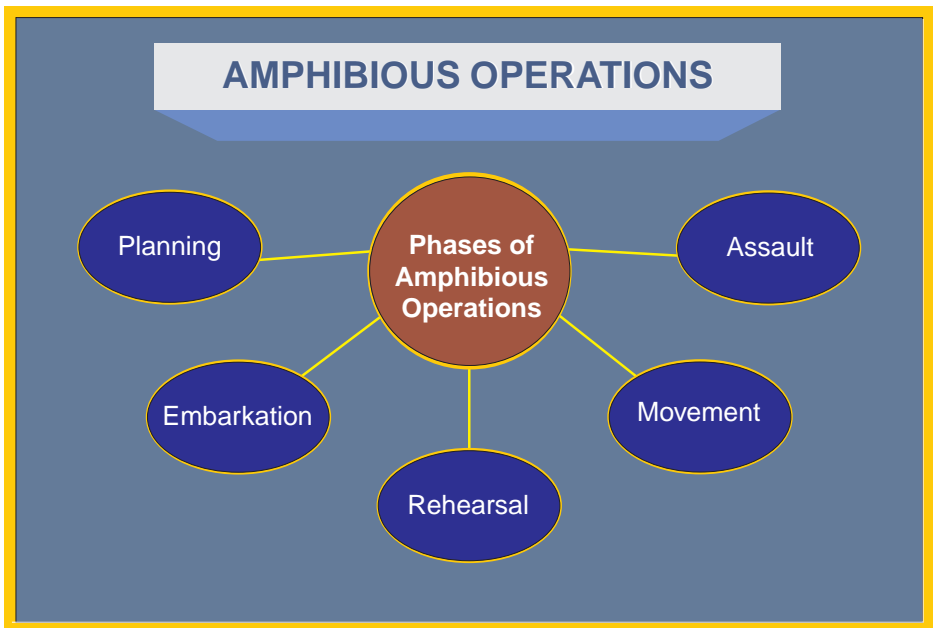 AMPHIBIOUS OPERATIONS
Planning
Phases of
Amphibious
Operations
Assault
Embarkation
Movement
Rehearsal